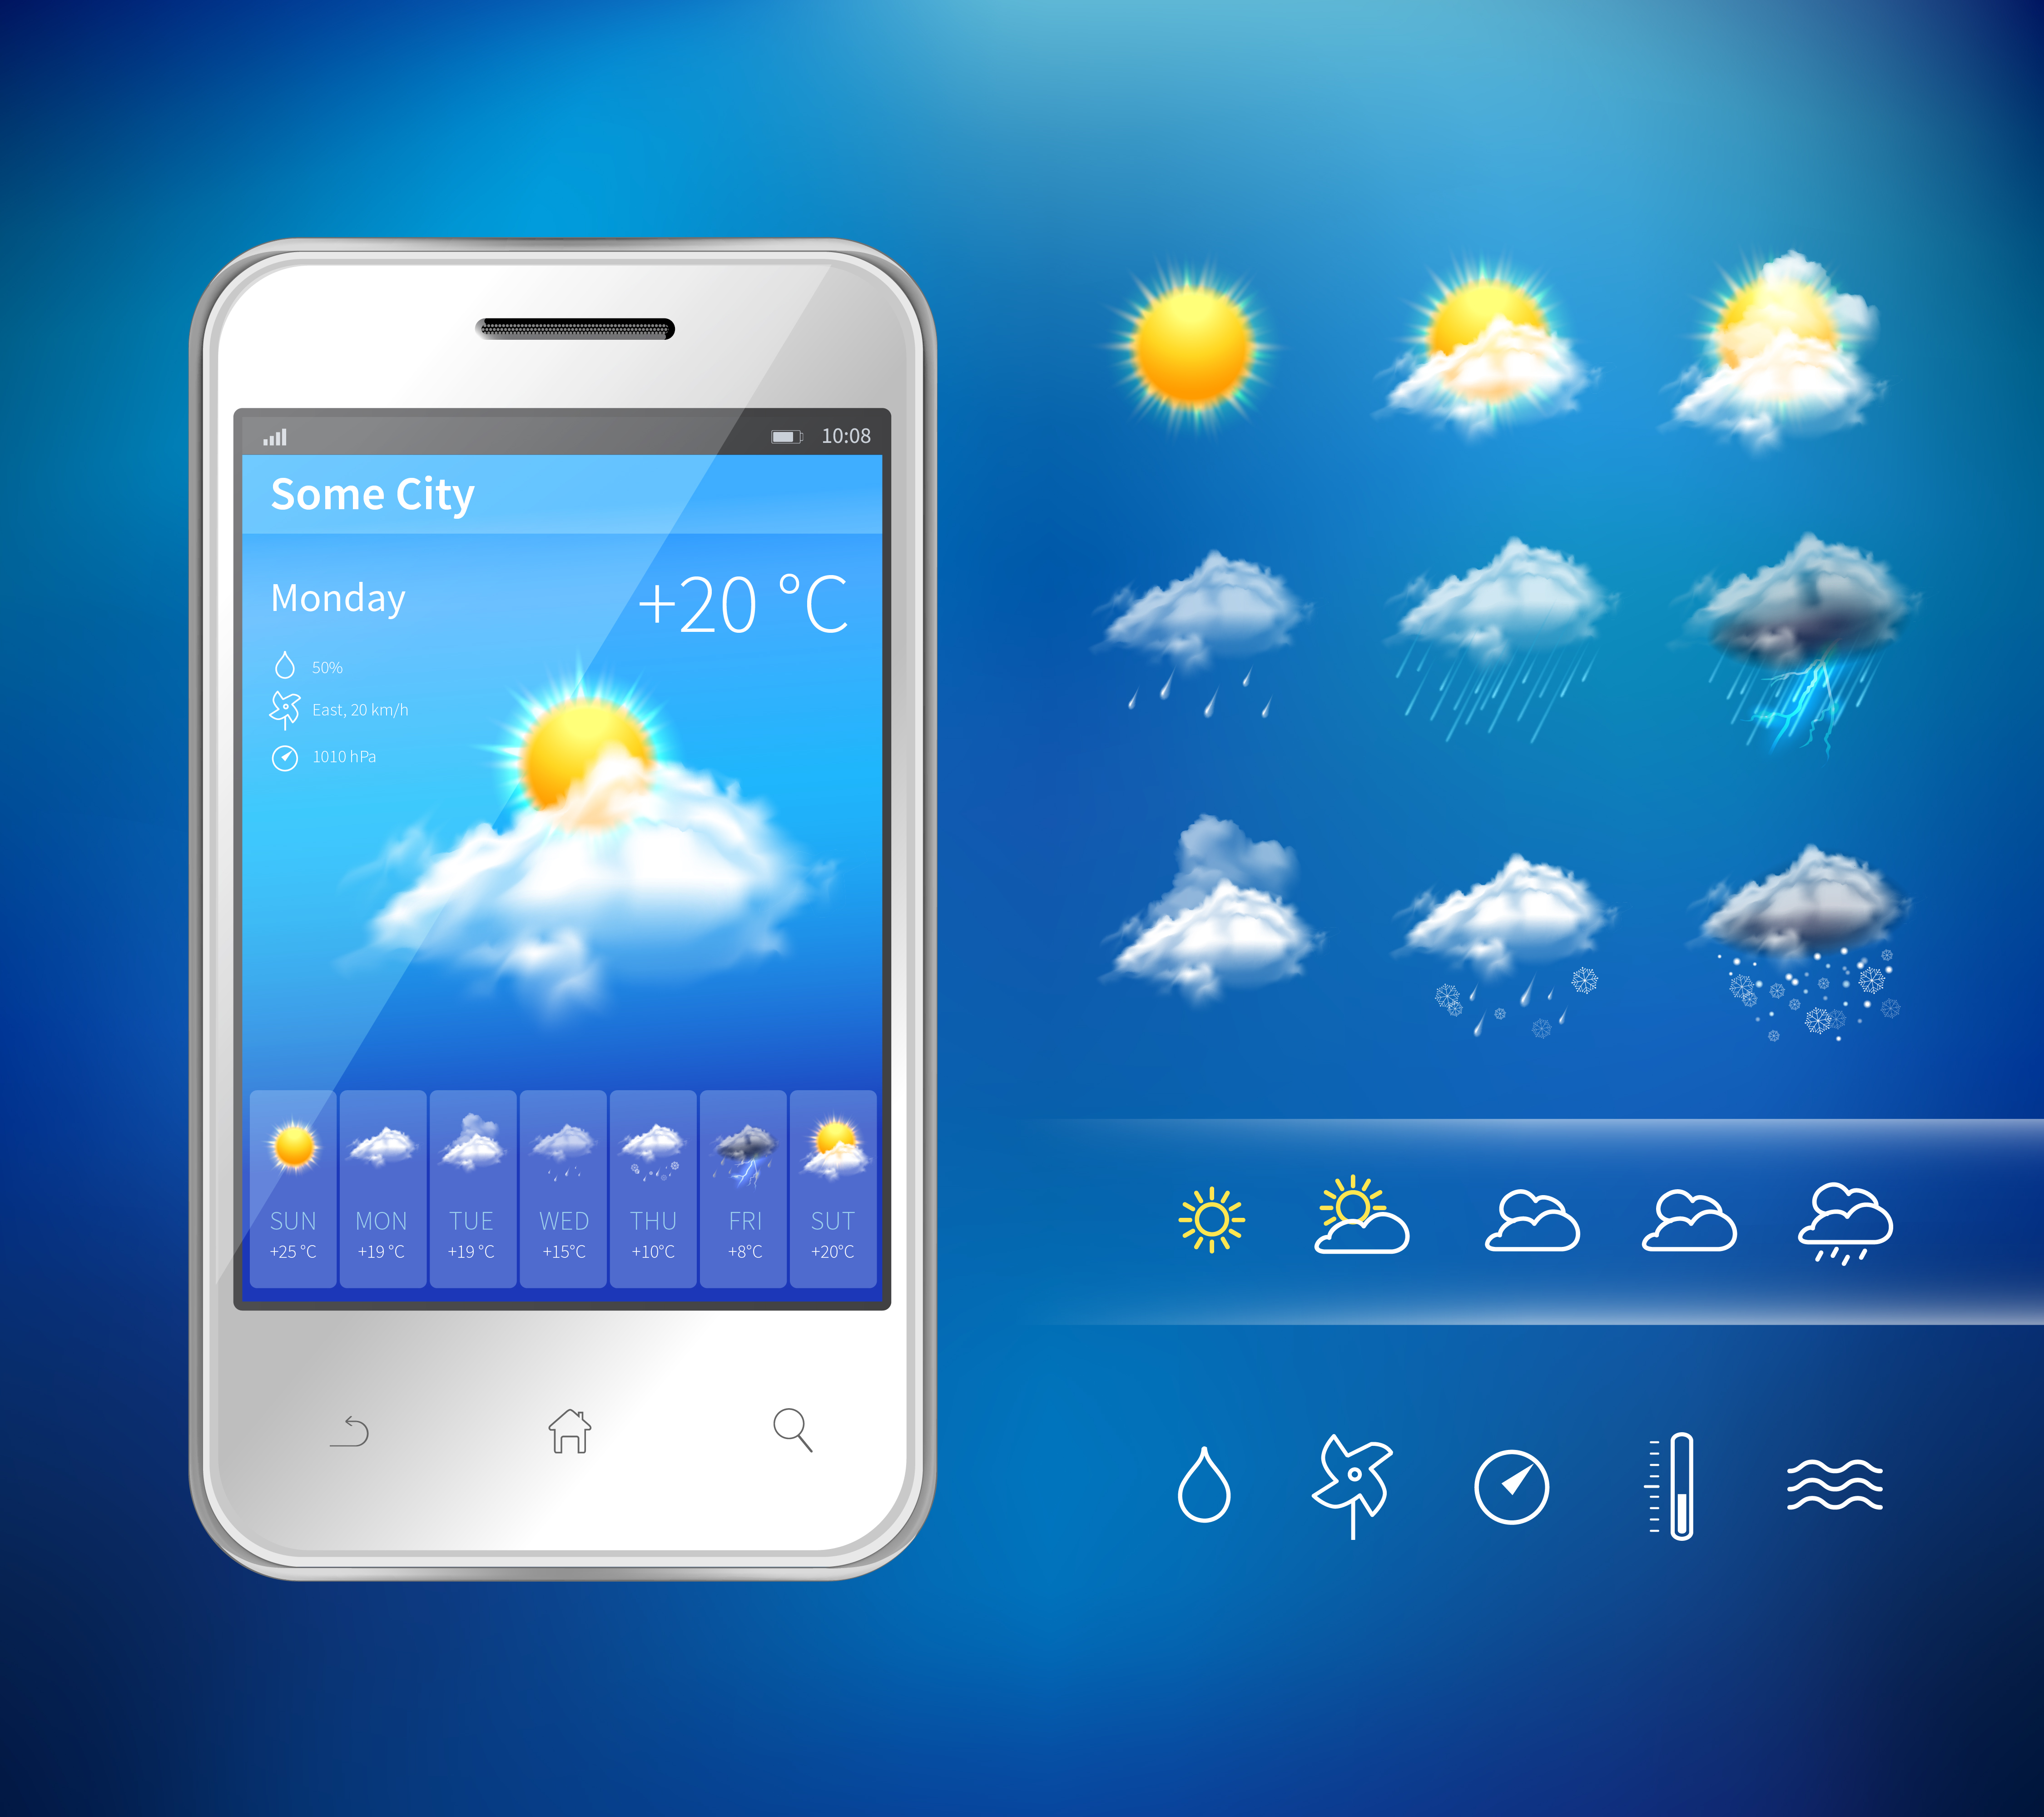 10:08
Some City
Monday
+20 °C
50%
East, 20 km/h
1010 hPa
SUN MON TUE WED THU FRI SUT
+25 °C +19 °C +19 °C +15°C +10°C +8°C +20°C